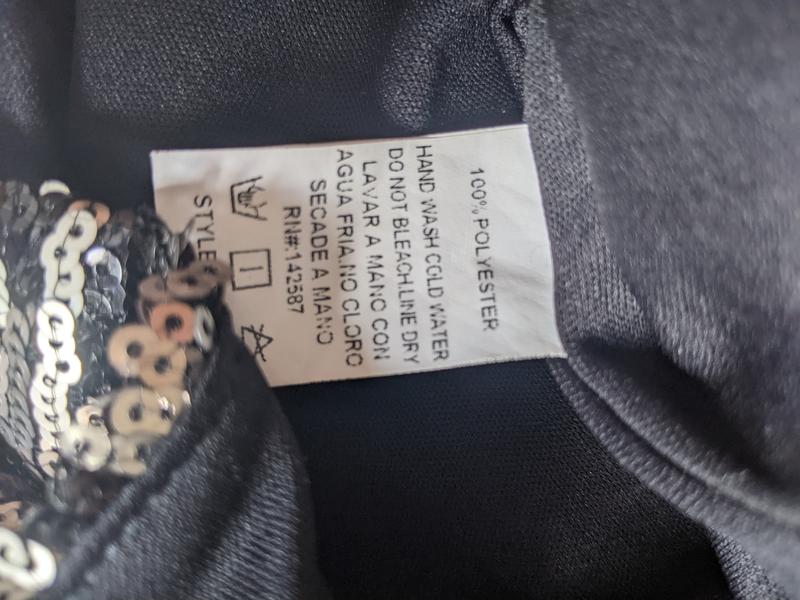 100% POLYESTER
HAND WASH COLD WATER
DO NOT BLEACH.LINE DRY
LAVAR A MANO CON
AGUA FRIA.NO CLORO
SECADE A MANO
RN#:142587
STYLE